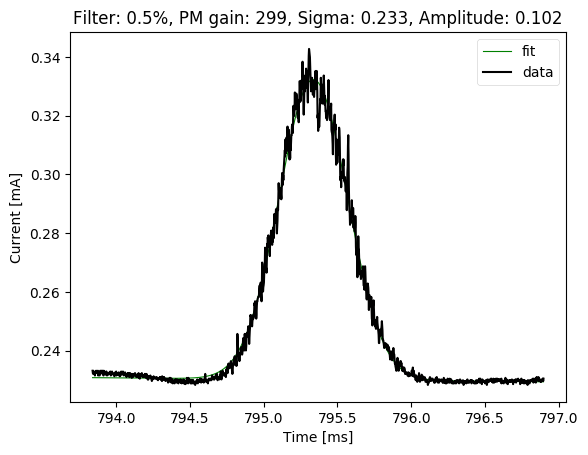 Filter: 0.5%, PM gain: 299, Sigma: 0.233, Amplitude: 0.102
fit
data
0.34
0.32
0.30
0.28
0.26
0.24
Current [mA]
794.0 794.5 795.0 795.5 796.0 796.5 797.0
Time [ms]